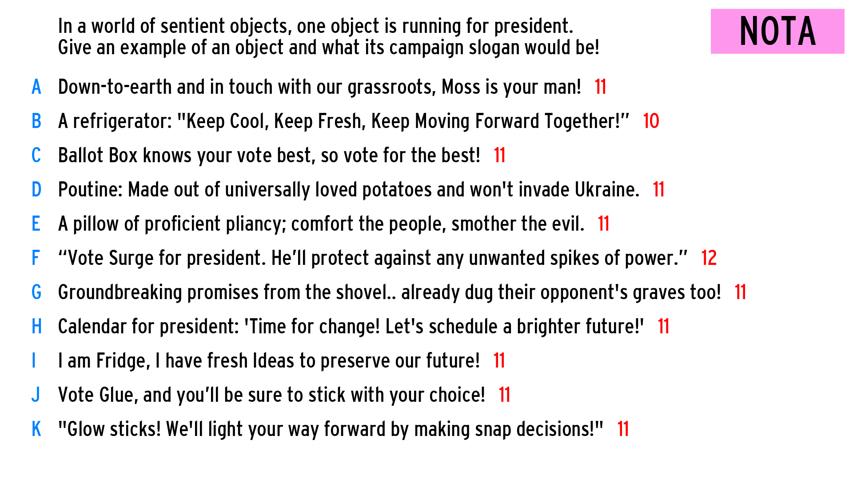 In a world of sentient objects, one object is running for president.
Give an example of an object and what its campaign slogan would be!
NOTA
A Down-to-earth and in touch with our grassroots, Moss is your man! 11
B A refrigerator: "Keep Cool, Keep Fresh, Keep Moving Forward Together!” 10
C Ballot Box knows your vote best, so vote for the best! 11
D Poutine: Made out of universally loved potatoes and won't invade Ukraine. 11
E A pillow of proficient pliancy; comfort the people, smother the evil. 11
F “Vote Surge for president. He’ll protect against any unwanted spikes of power.” 12
G Groundbreaking promises from the shovel.. already dug their opponent's graves too! 11
H Calendar for president: 'Time for change! Let's schedule a brighter future!' 11
I I am Fridge, I have fresh Ideas to preserve our future! 11
J Vote Glue, and you’ll be sure to stick with your choice! 11
K "Glow sticks! We'll light your way forward by making snap decisions!" 11